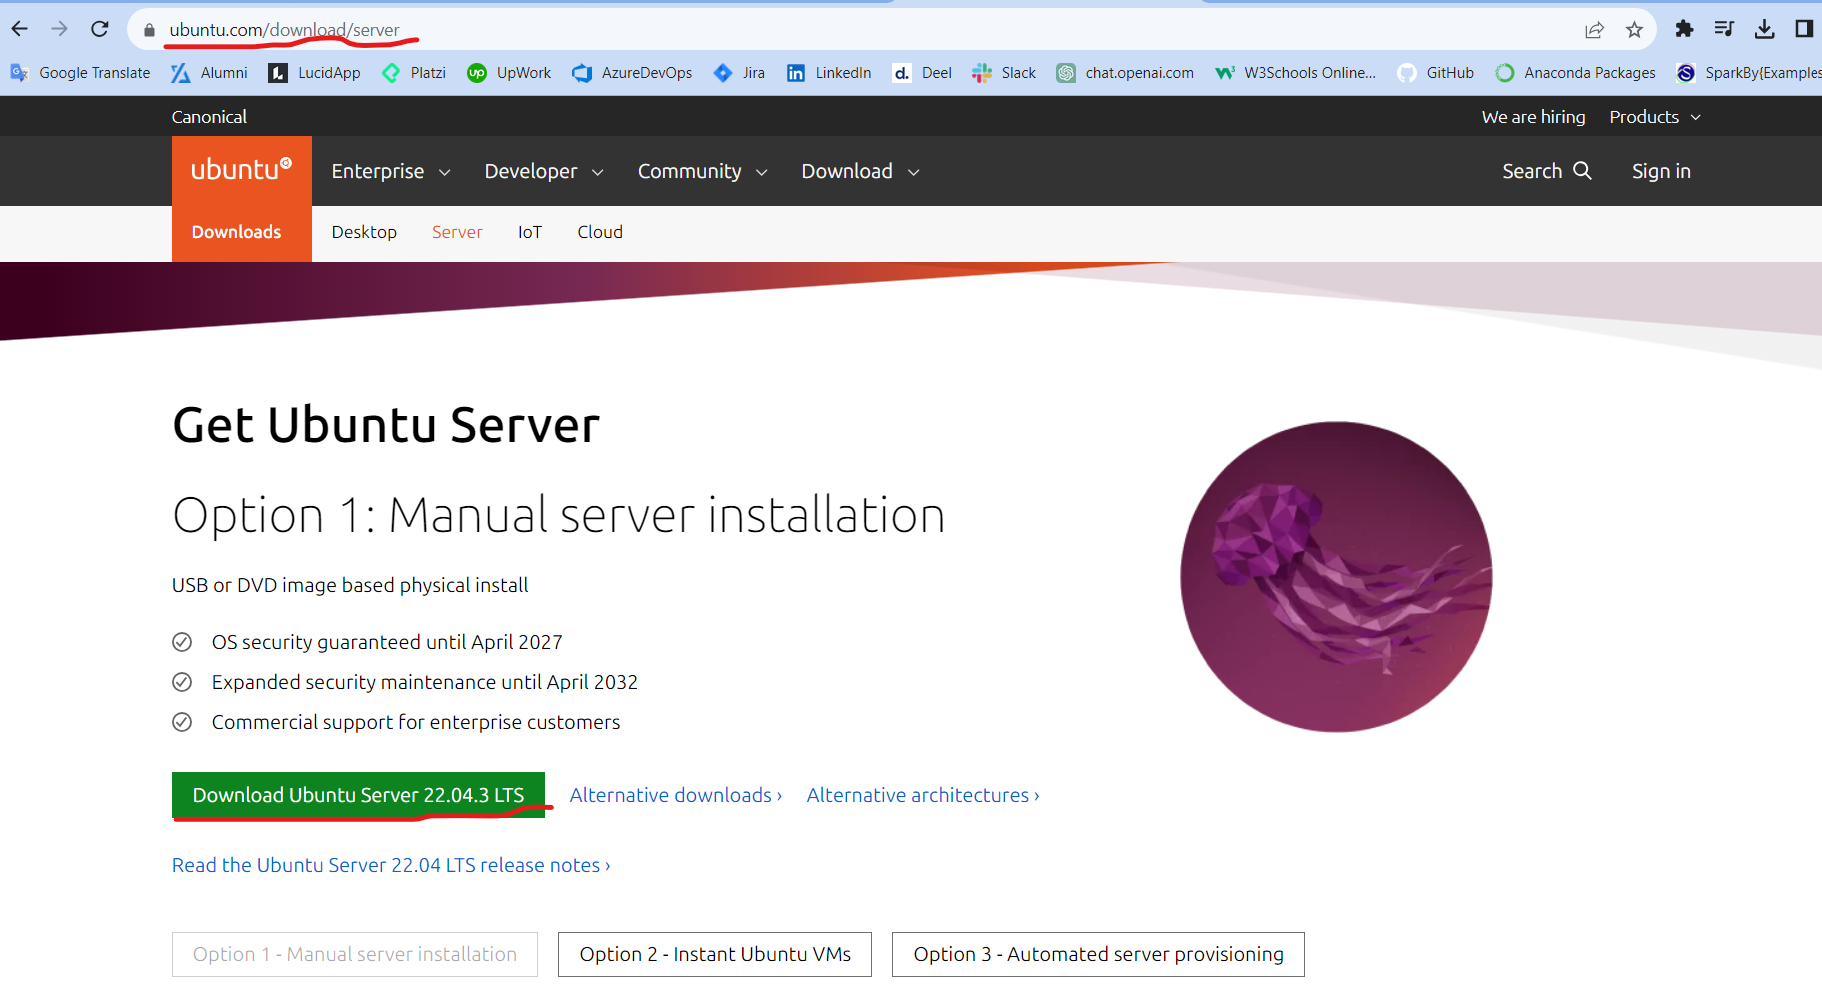 ubuntu.com/download/server
Google Translate Alumni LucidApp Platzi UpWork AzureDevOps Jira LinkedIn d. Deel Slack chat.openai.com W3Schools Online... GitHub Anaconda Packages SparkBy{Examples
Canonical We are hiring Products
ubuntu Enterprise Developer Community Download Search Sign in
Downloads Desktop Server IoT Cloud
Get Ubuntu Server
Option 1: Manual server installation
USB or DVD image based physical install
OS security guaranteed until April 2027
Expanded security maintenance until April 2032
Commercial support for enterprise customers
Download Ubuntu Server 22.04.3 LTS Alternative downloads › Alternative architectures ›
Read the Ubuntu Server 22.04 LTS release notes ›
Option 1 - Manual server installation Option 2 - Instant Ubuntu VMs Option 3 - Automated server provisioning